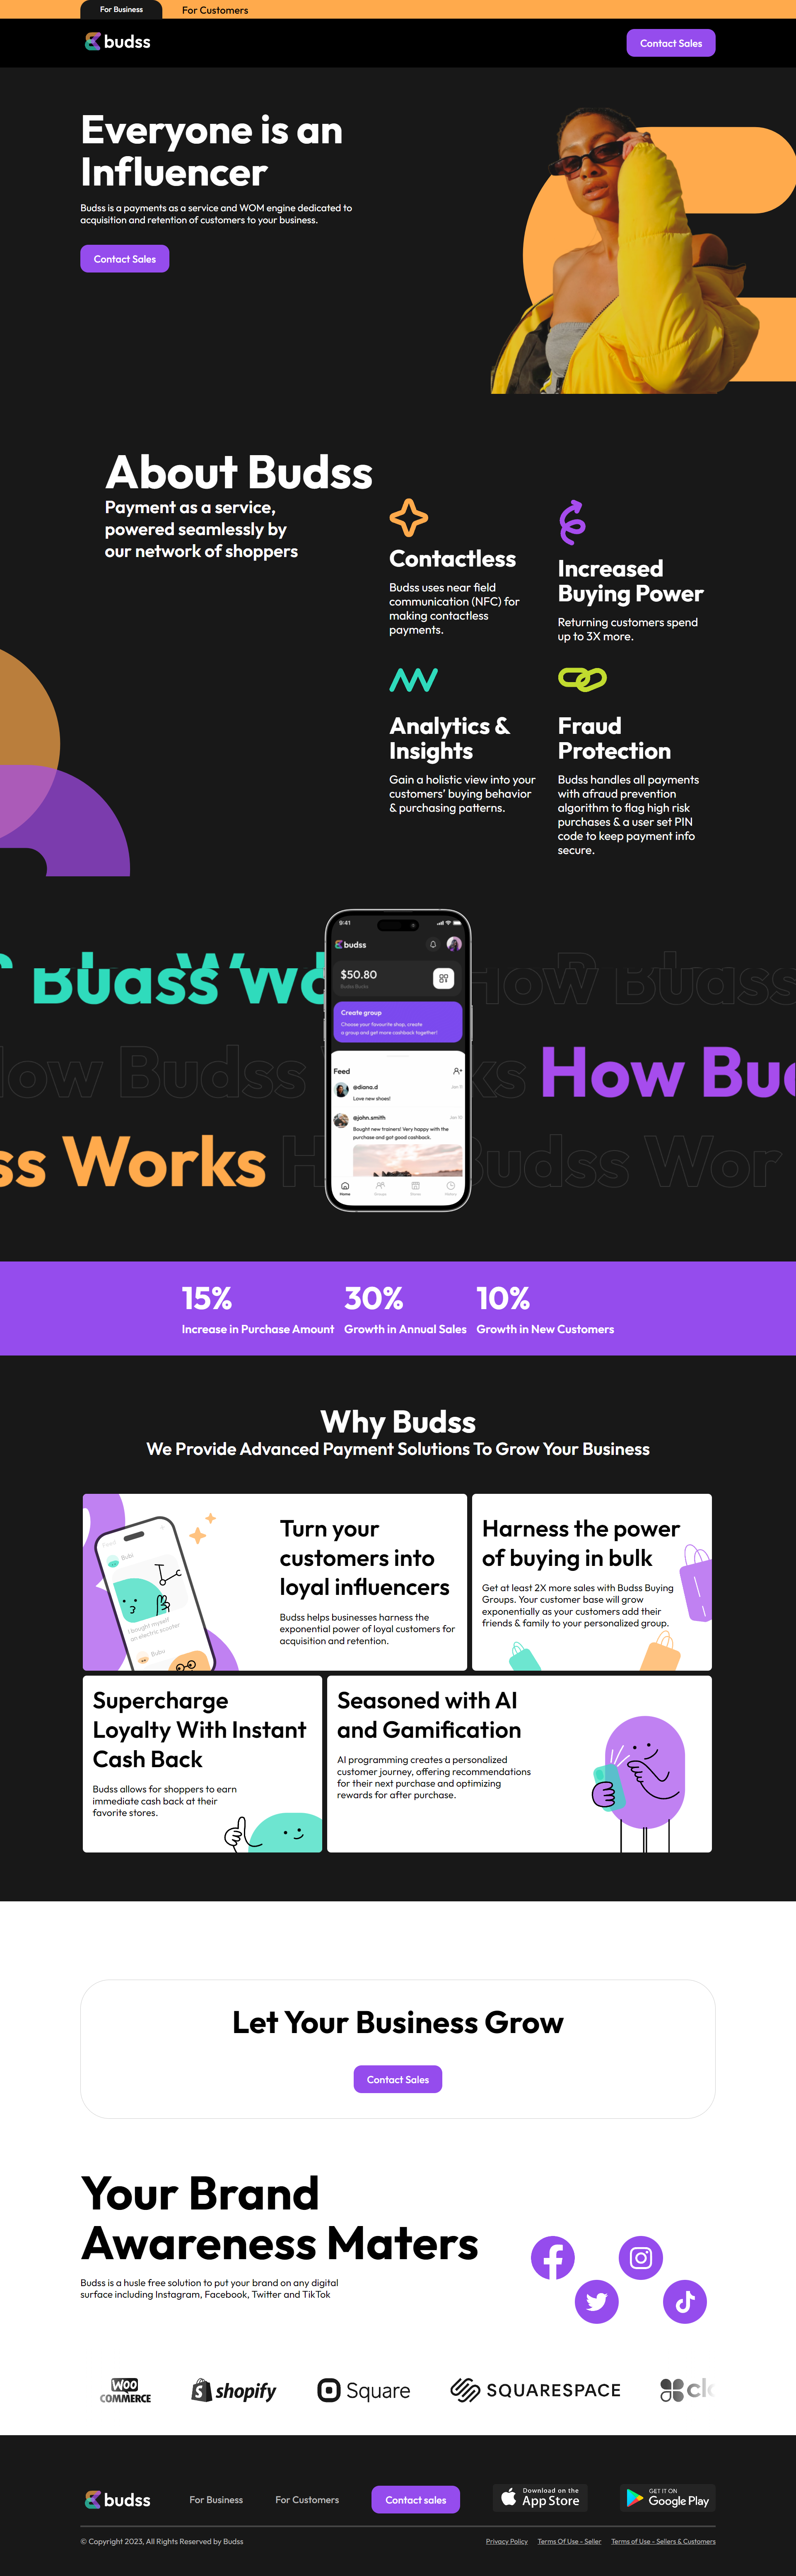 For Business
For Customers
budss
Contact Sales
Everyone is an
Influencer
Budss is a payments as a service and WOM engine dedicated to
acquisition and retention of customers to your business.
Contact Sales
About Budss
Payment as a service,
powered seamlessly by
our network of shoppers
Contactless
Budss uses near field
communication (NFC) for
making contactless
payments.
Increased
Buying Power
Returning customers spend
up to 3X more.
Analytics &
Insights
Gain a holistic view into your
customers' buying behavior
& purchasing patterns.
Fraud
Protection
Budss handles all payments
with afraud prevention
algorithm to flag high risk
purchases & a user set PIN
code to keep payment info
secure.
Budss Wo
How Budss
How Budss
ks
How Bud
ss Works
H
Budss Wor
9:41
budss
$50.80
Budss Bucks
Create group
Choose your favourite shop, create
a group and get more cashback together!
Feed
@diana.d
Love new shoes!
@john.smith
Bought new trainers! Very happy with the
purchase and got good cashback.
Home
Groups
15%
Increase in Purchase Amount
30%
Growth in Annual Sales
10%
Growth in New Customers
Why Budss
We Provide Advanced Payment Solutions To Grow Your Business
Bubi
I bought myself
an electric scooter
Bubu
Turn your
customers into
loyal influencers
Budss helps businesses harness the
exponential power of loyal customers for
acquisition and retention.
Harness the power
of buying in bulk
Get at least 2X more sales with Budss Buying
Groups. Your customer base will grow
exponentially as your customers add their
friends & family to your personalized group.
Supercharge
Loyalty With Instant
Cash Back
Budss allows for shoppers to earn
immediate cash back at their
favorite stores.
Seasoned with AI
and Gamification
AI programming creates a personalized
customer journey, offering recommendations
for their next purchase and optimizing
rewards for after purchase.
Let Your Business Grow
Contact Sales
Your Brand
Awareness Maters
Budss is a husle free solution to put your brand on any digital
surface including Instagram, Facebook, Twitter and TikTok
WOO
COMMERCE
shopify
Square
SQUARESPACE
clo
budss
For Business
For Customers
Contact sales
Download on the
App Store
GET IT ON
Google Play
© Copyright 2023, All Rights Reserved by Budss
Privacy Policy
Terms Of Use - Seller
Terms of Use - Sellers & Customers